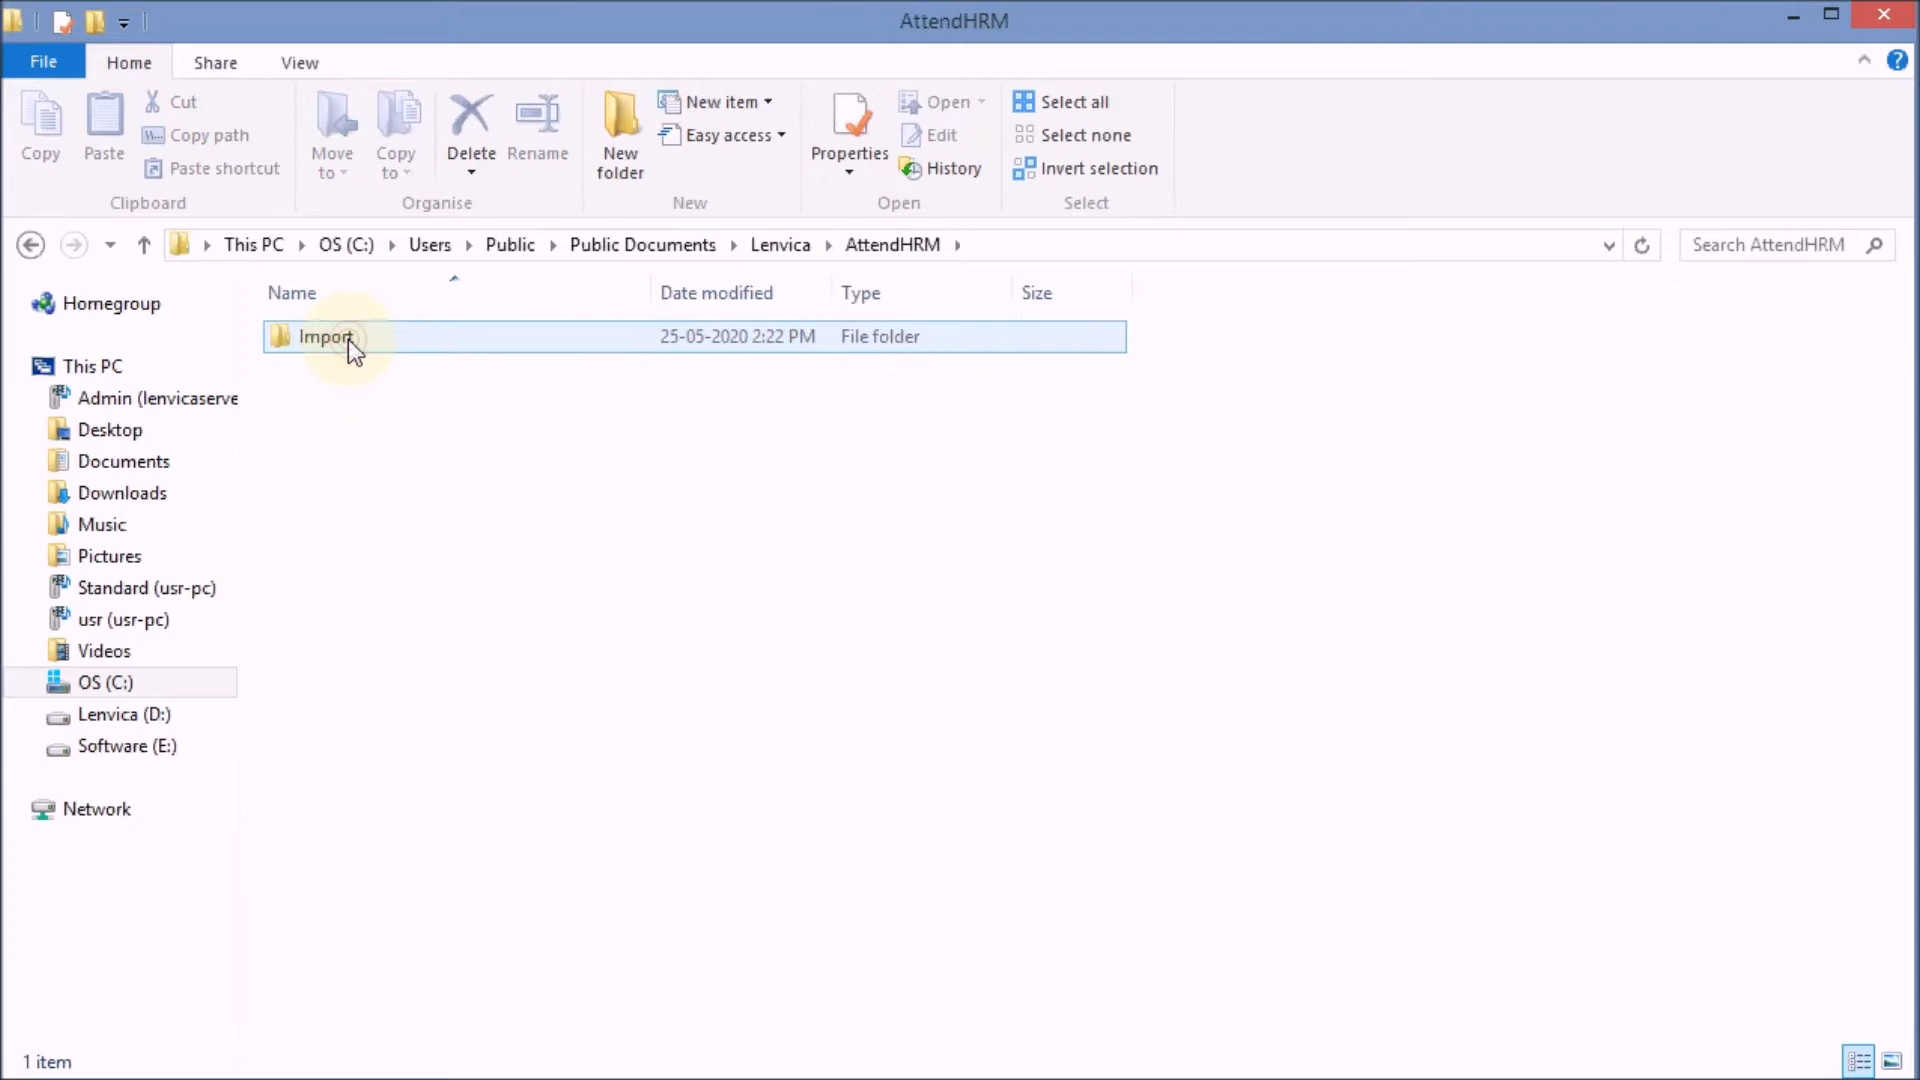 AttendHRM
File Home Share View
Copy
Paste
Cut
Copy path
Paste shortcut
Clipboard
Move to
Copy to
Delete
Rename
Organise
New folder
New item
Easy access
New
Properties
Open
Edit
History
Open
Select all
Select none
Invert selection
Select
This PC OS (C:) Users Public Public Documents Lenvica AttendHRM
Search AttendHRM
Homegroup
This PC
Admin (lenvicaserve
Desktop
Documents
Downloads
Music
Pictures
Standard (usr-pc)
usr (usr-pc)
Videos
OS (C:)
Lenvica (D:)
Software (E:)
Network
Name Date modified Type Size
Import 25-05-2020 2:22 PM File folder
1 item